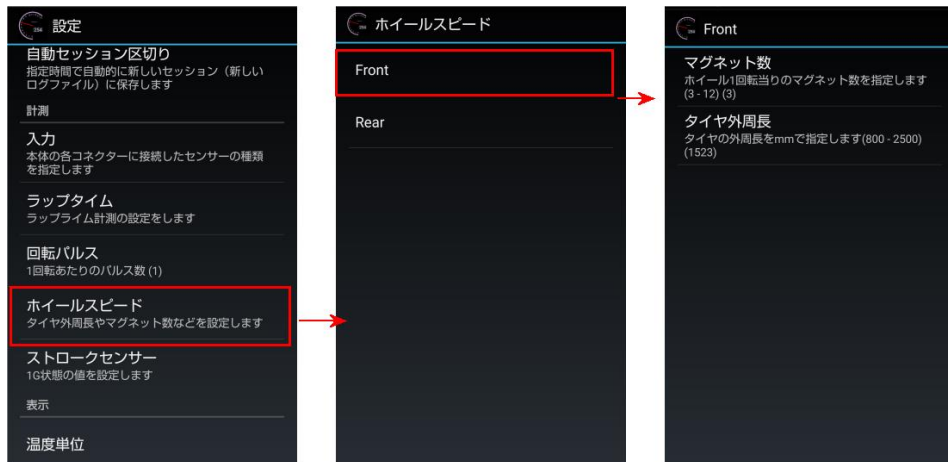 設定
自動セッション区切り
指定時間で自動的に新しいセッション（新しい
ログファイル）に保存します
計測
入力
本体の各コネクターに接続したセンサーの種類
を指定します
ラップタイム
ラップライム計測の設定をします
回転パルス
1回転あたりのパルス数 (1)
ホイールスピード
タイヤ外周長やマグネット数などを設定します
ストロークセンサー
1G状態の値を設定します
表示
温度単位
ホイールスピード
Front
Rear
Front
マグネット数
ホイール1回転当りのマグネット数を指定します
(3 - 12) (3)
タイヤ外周長
タイヤの外周長をmmで指定します(800 - 2500)
(1523)